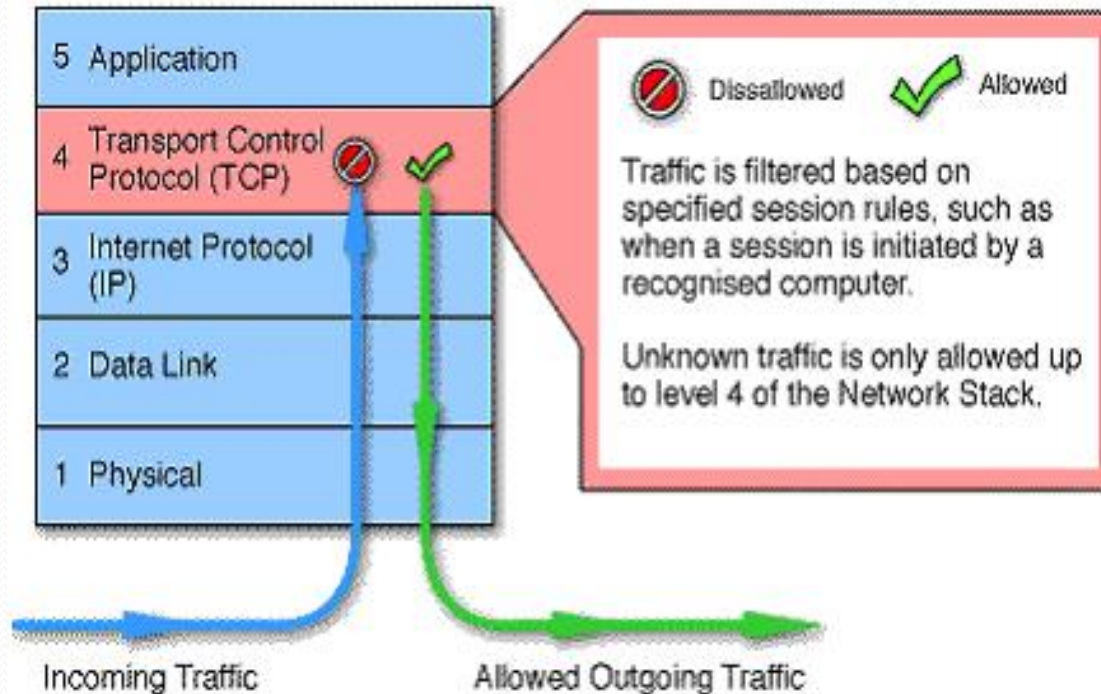 5 Application
4 Transport Control
Protocol (TCP)
3 Internet Protocol
(IP)
2 Data Link
1 Physical
Incoming Traffic
Allowed Outgoing Traffic
Dissallowed
Allowed
Traffic is filtered based on
specified session rules, such as
when a session is initiated by a
recognised computer.
Unknown traffic is only allowed up
to level 4 of the Network Stack.